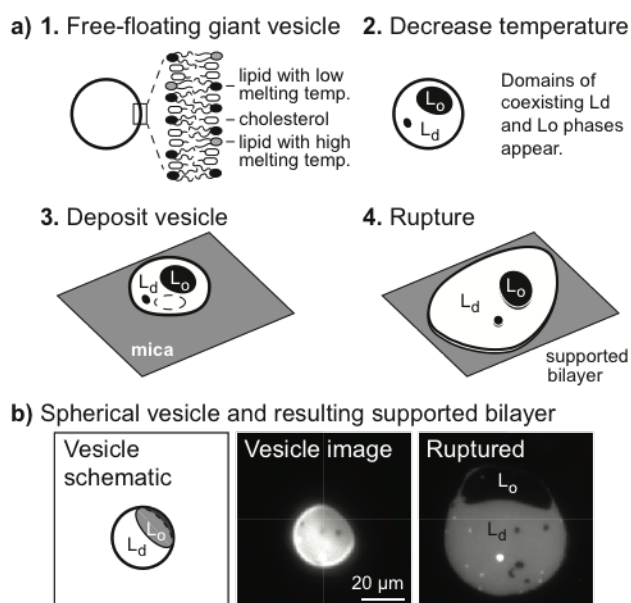 a) 1. Free-floating giant vesicle
2. Decrease temperature
lipid with low
melting temp.
cholesterol
lipid with high
melting temp.
Lo
Ld
Domains of
coexisting Ld
and Lo phases
appear.
3. Deposit vesicle
4. Rupture
Ld
Lo
mica
Ld
Lo
supported
bilayer
b) Spherical vesicle and resulting supported bilayer
Vesicle
schematic
Lo
Ld
Vesicle image
20 μm
Ruptured
Lo
Ld